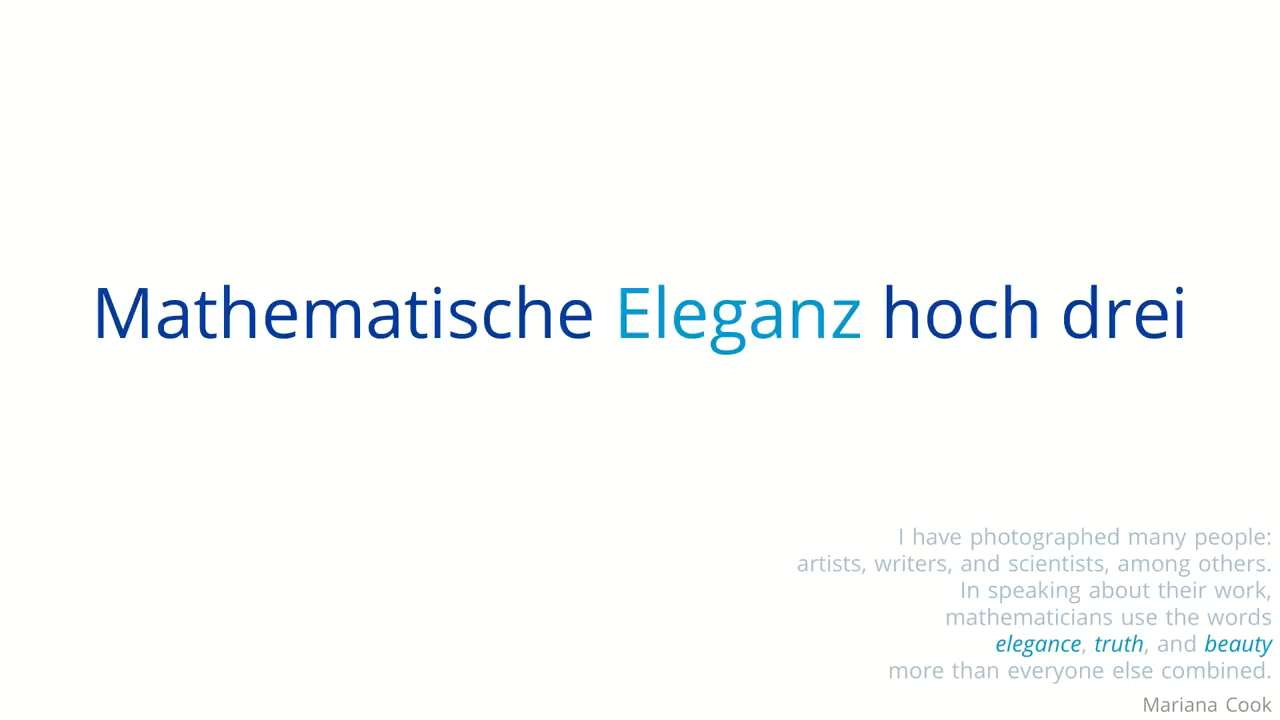 Mathematische Eleganz hoch drei
I have photographed many people:
artists, writers, and scientists, among others.
In speaking about their work,
mathematicians use the words
elegance, truth, and beauty
more than everyone else combined.
Mariana Cook